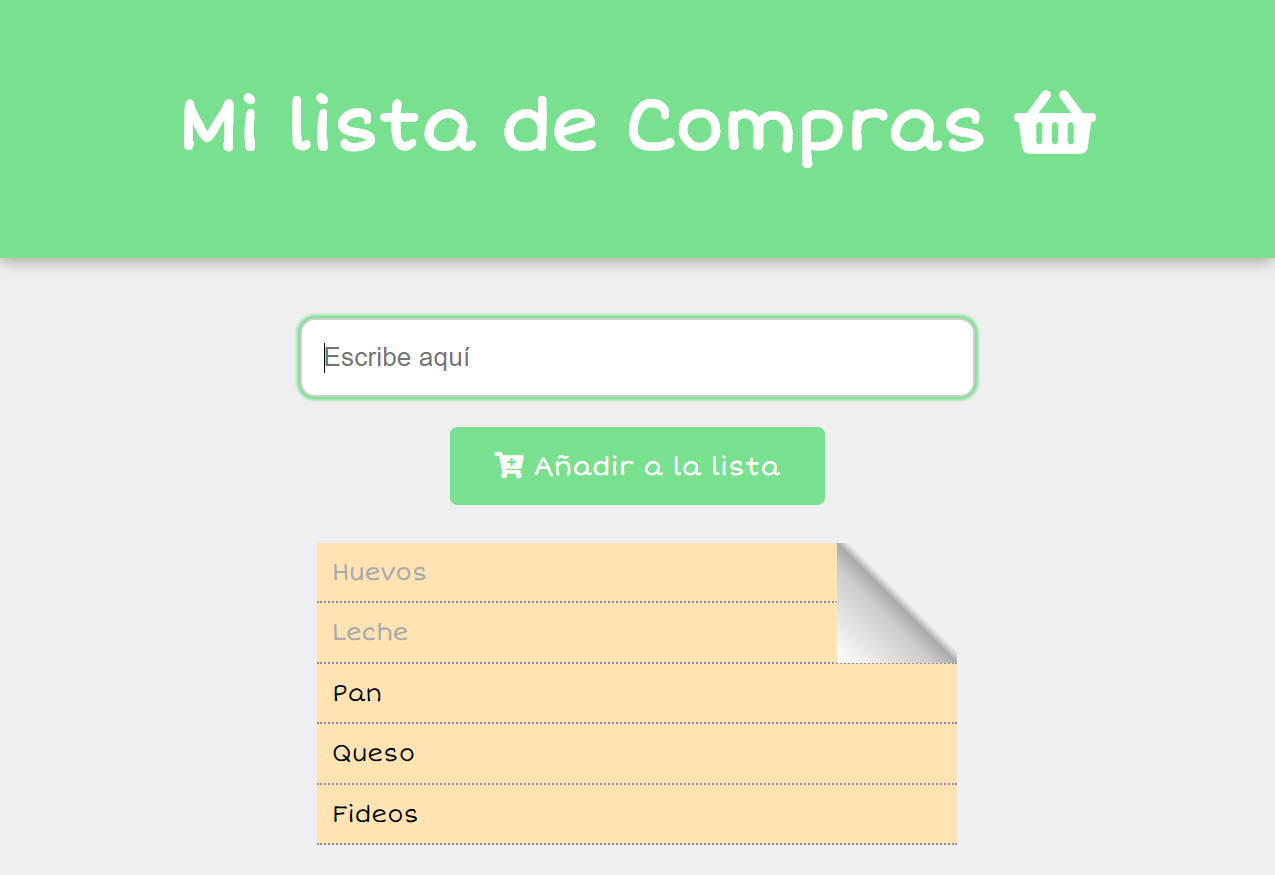 Mi lista de Compras
Escribe aquí
Añadir a la lista
Huevos
Leche
Pan
Queso
Fideos